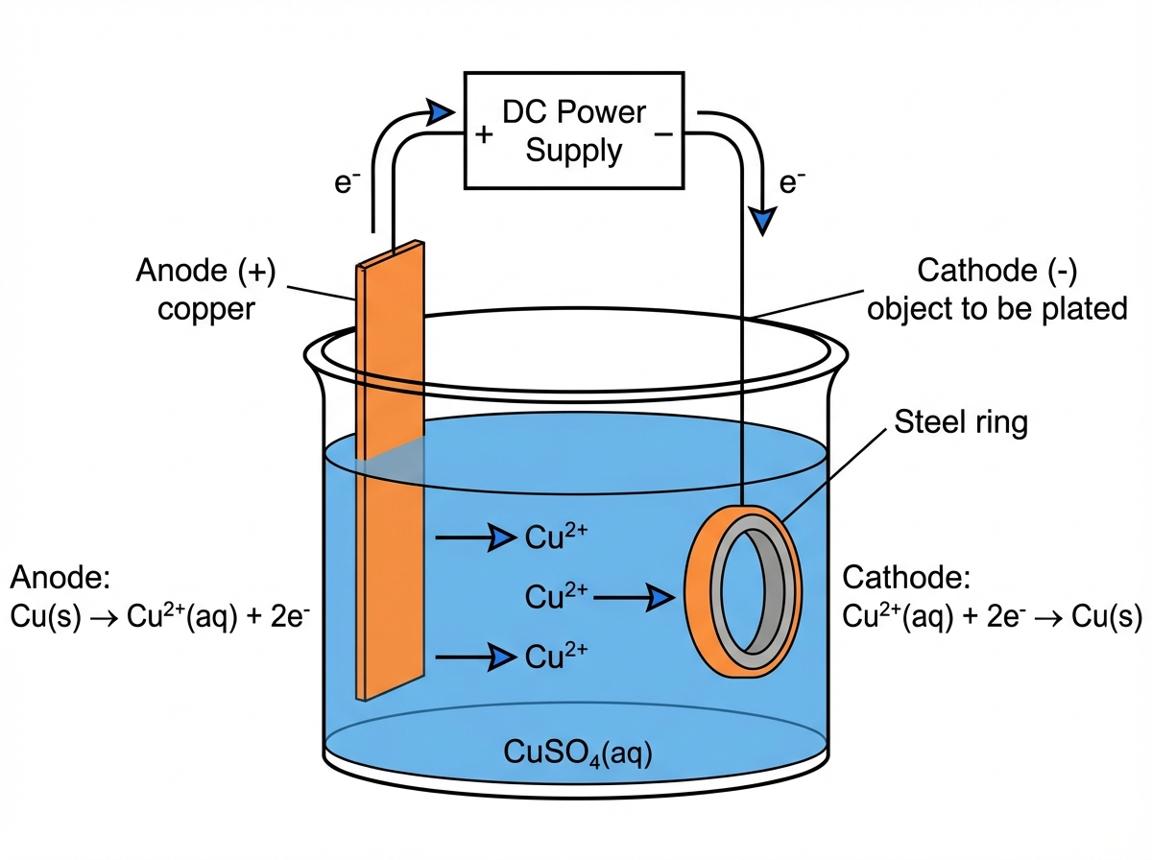 DC Power
Supply
+
−
e⁻
e⁻
Anode (+)
copper
Cathode (-)
object to be plated
Steel ring
Cu²⁺
Cu²⁺
Cu²⁺
Anode:
Cu(s) → Cu²⁺(aq) + 2e⁻
Cathode:
Cu²⁺(aq) + 2e⁻ → Cu(s)
CuSO₄(aq)